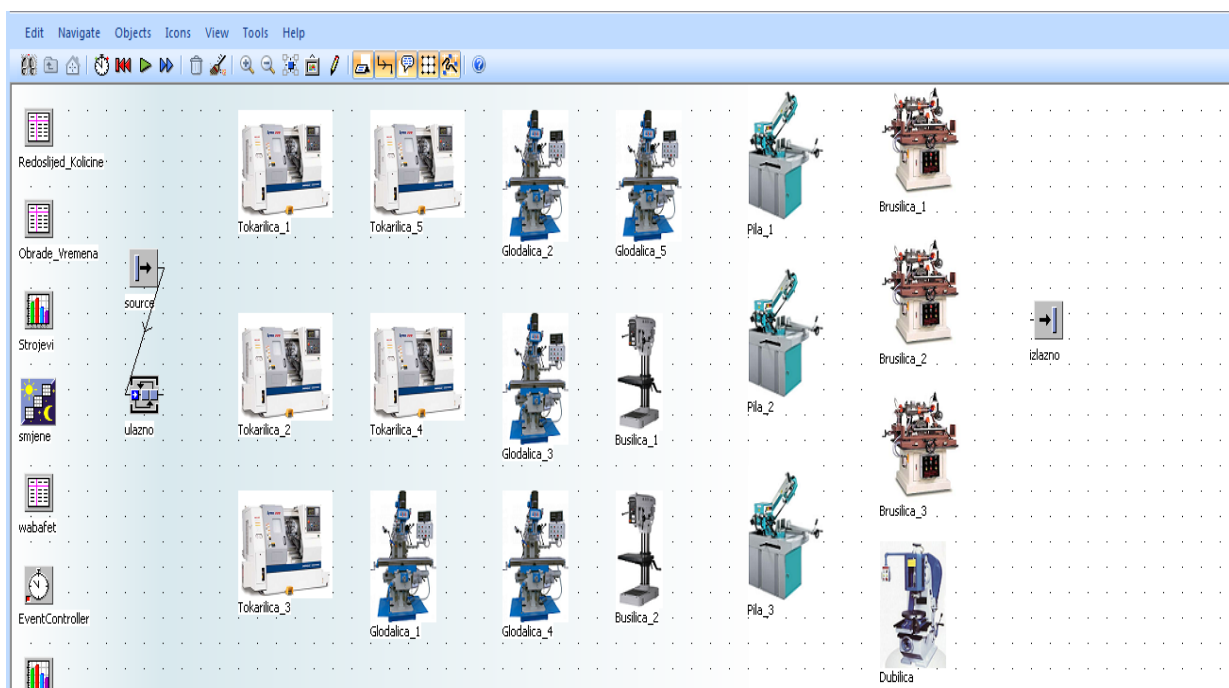 Edit Navigate Objects Icons View Tools Help
Redoslijed_Kolicine
Obrade_Vremena
Strojevi
smjene
wabafet
EventController
source
ulazno
Tokarilica_1
Tokarilica_5
Glodalica_2
Glodalica_5
Pila_1
Brusilica_1
Tokarilica_2
Tokarilica_4
Glodalica_3
Busilica_1
Pila_2
Brusilica_2
izlazno
Tokarilica_3
Glodalica_1
Glodalica_4
Busilica_2
Pila_3
Brusilica_3
Dubilica